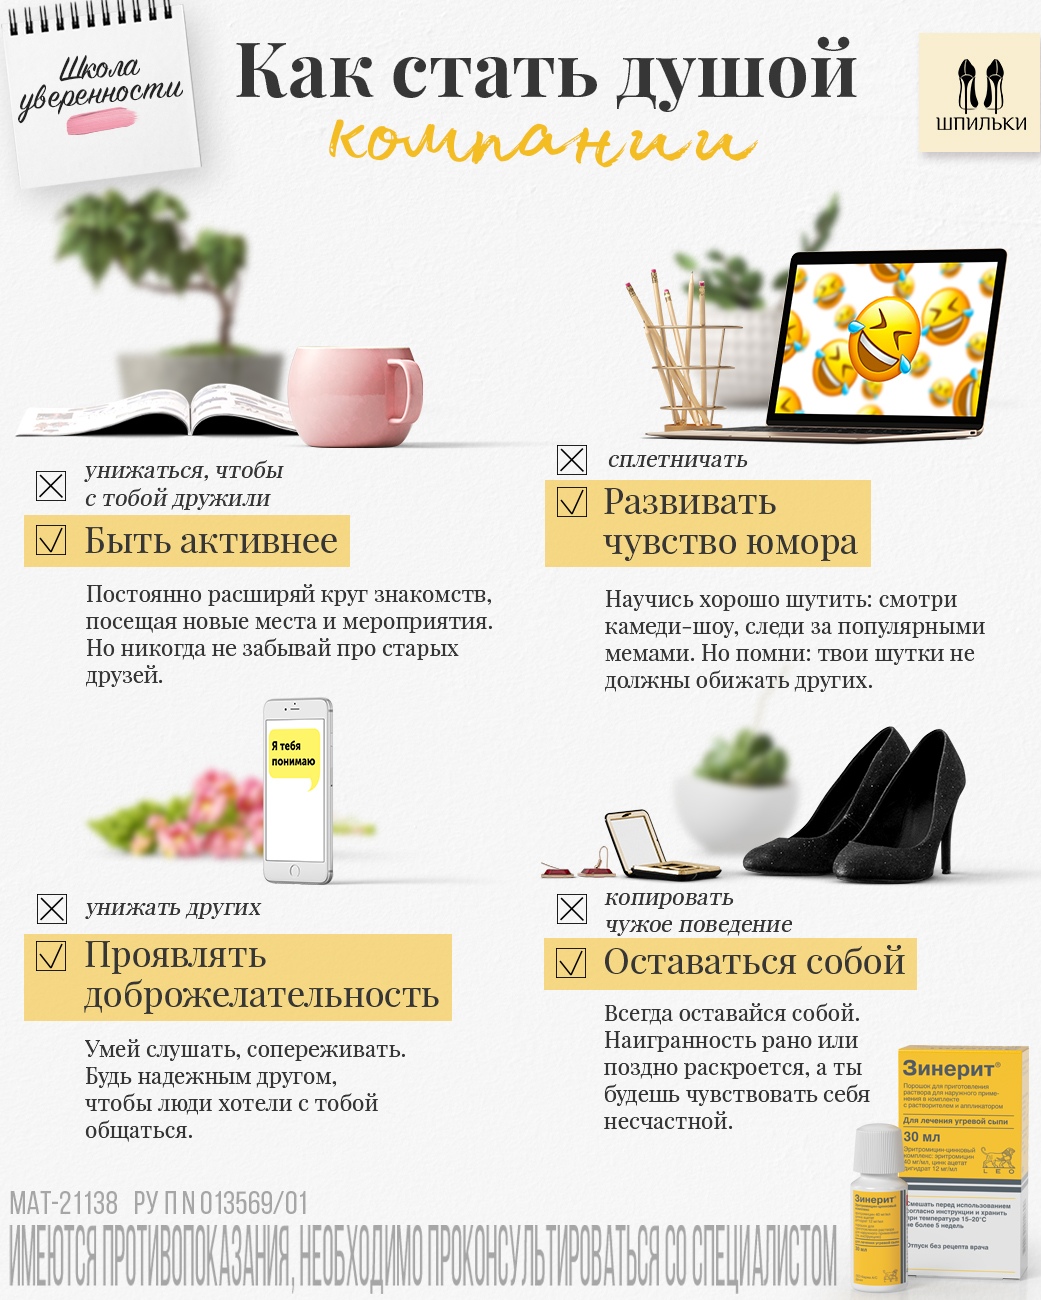 Школа
уверенности
Как стать душой
компании
ШПИЛЬКИ
унижаться, чтобы
с тобой дружили
Быть активнее
Постоянно расширяй круг знакомств,
посещая новые места и мероприятия.
Но никогда не забывай про старых
друзей.
сплетничать
Развивать
чувство юмора
Научись хорошо шутить: смотри
камеди-шоу, следи за популярными
мемами. Но помни: твои шутки не
должны обижать других.
Я тебя
понимаю
унижать других
Проявлять
доброжелательность
Умей слушать, сопереживать.
Будь надежным другом,
чтобы люди хотели с тобой
общаться.
копировать
чужое поведение
Оставаться собой
Всегда оставайся собой.
Наигранность рано или
поздно раскроется, а ты
будешь чувствовать себя
несчастной.
Зинерит®
Порошок для приготовления
раствора для наружного приме-
нения в комплекте
с растворителем и аппликатором
Для лечения угревой сыпи
30 мл
Эритромицин-цинковый
комплекс: эритромицин
40 мг/мл, цинк ацетат
дигидрат 12 мг/мл
LEO
Смешать перед использованием
согласно инструкции и хранить
при температуре 15-20°C
не более 5 недель
Отпуск без рецепта врача
Зинерит®
30 мл
MAT-21138 РУ П N 013569/01
ИМЕЮТСЯ ПРОТИВОПОКАЗАНИЯ, НЕОБХОДИМО ПРОКОНСУЛЬТИРОВАТЬСЯ СО СПЕЦИАЛИСТОМ